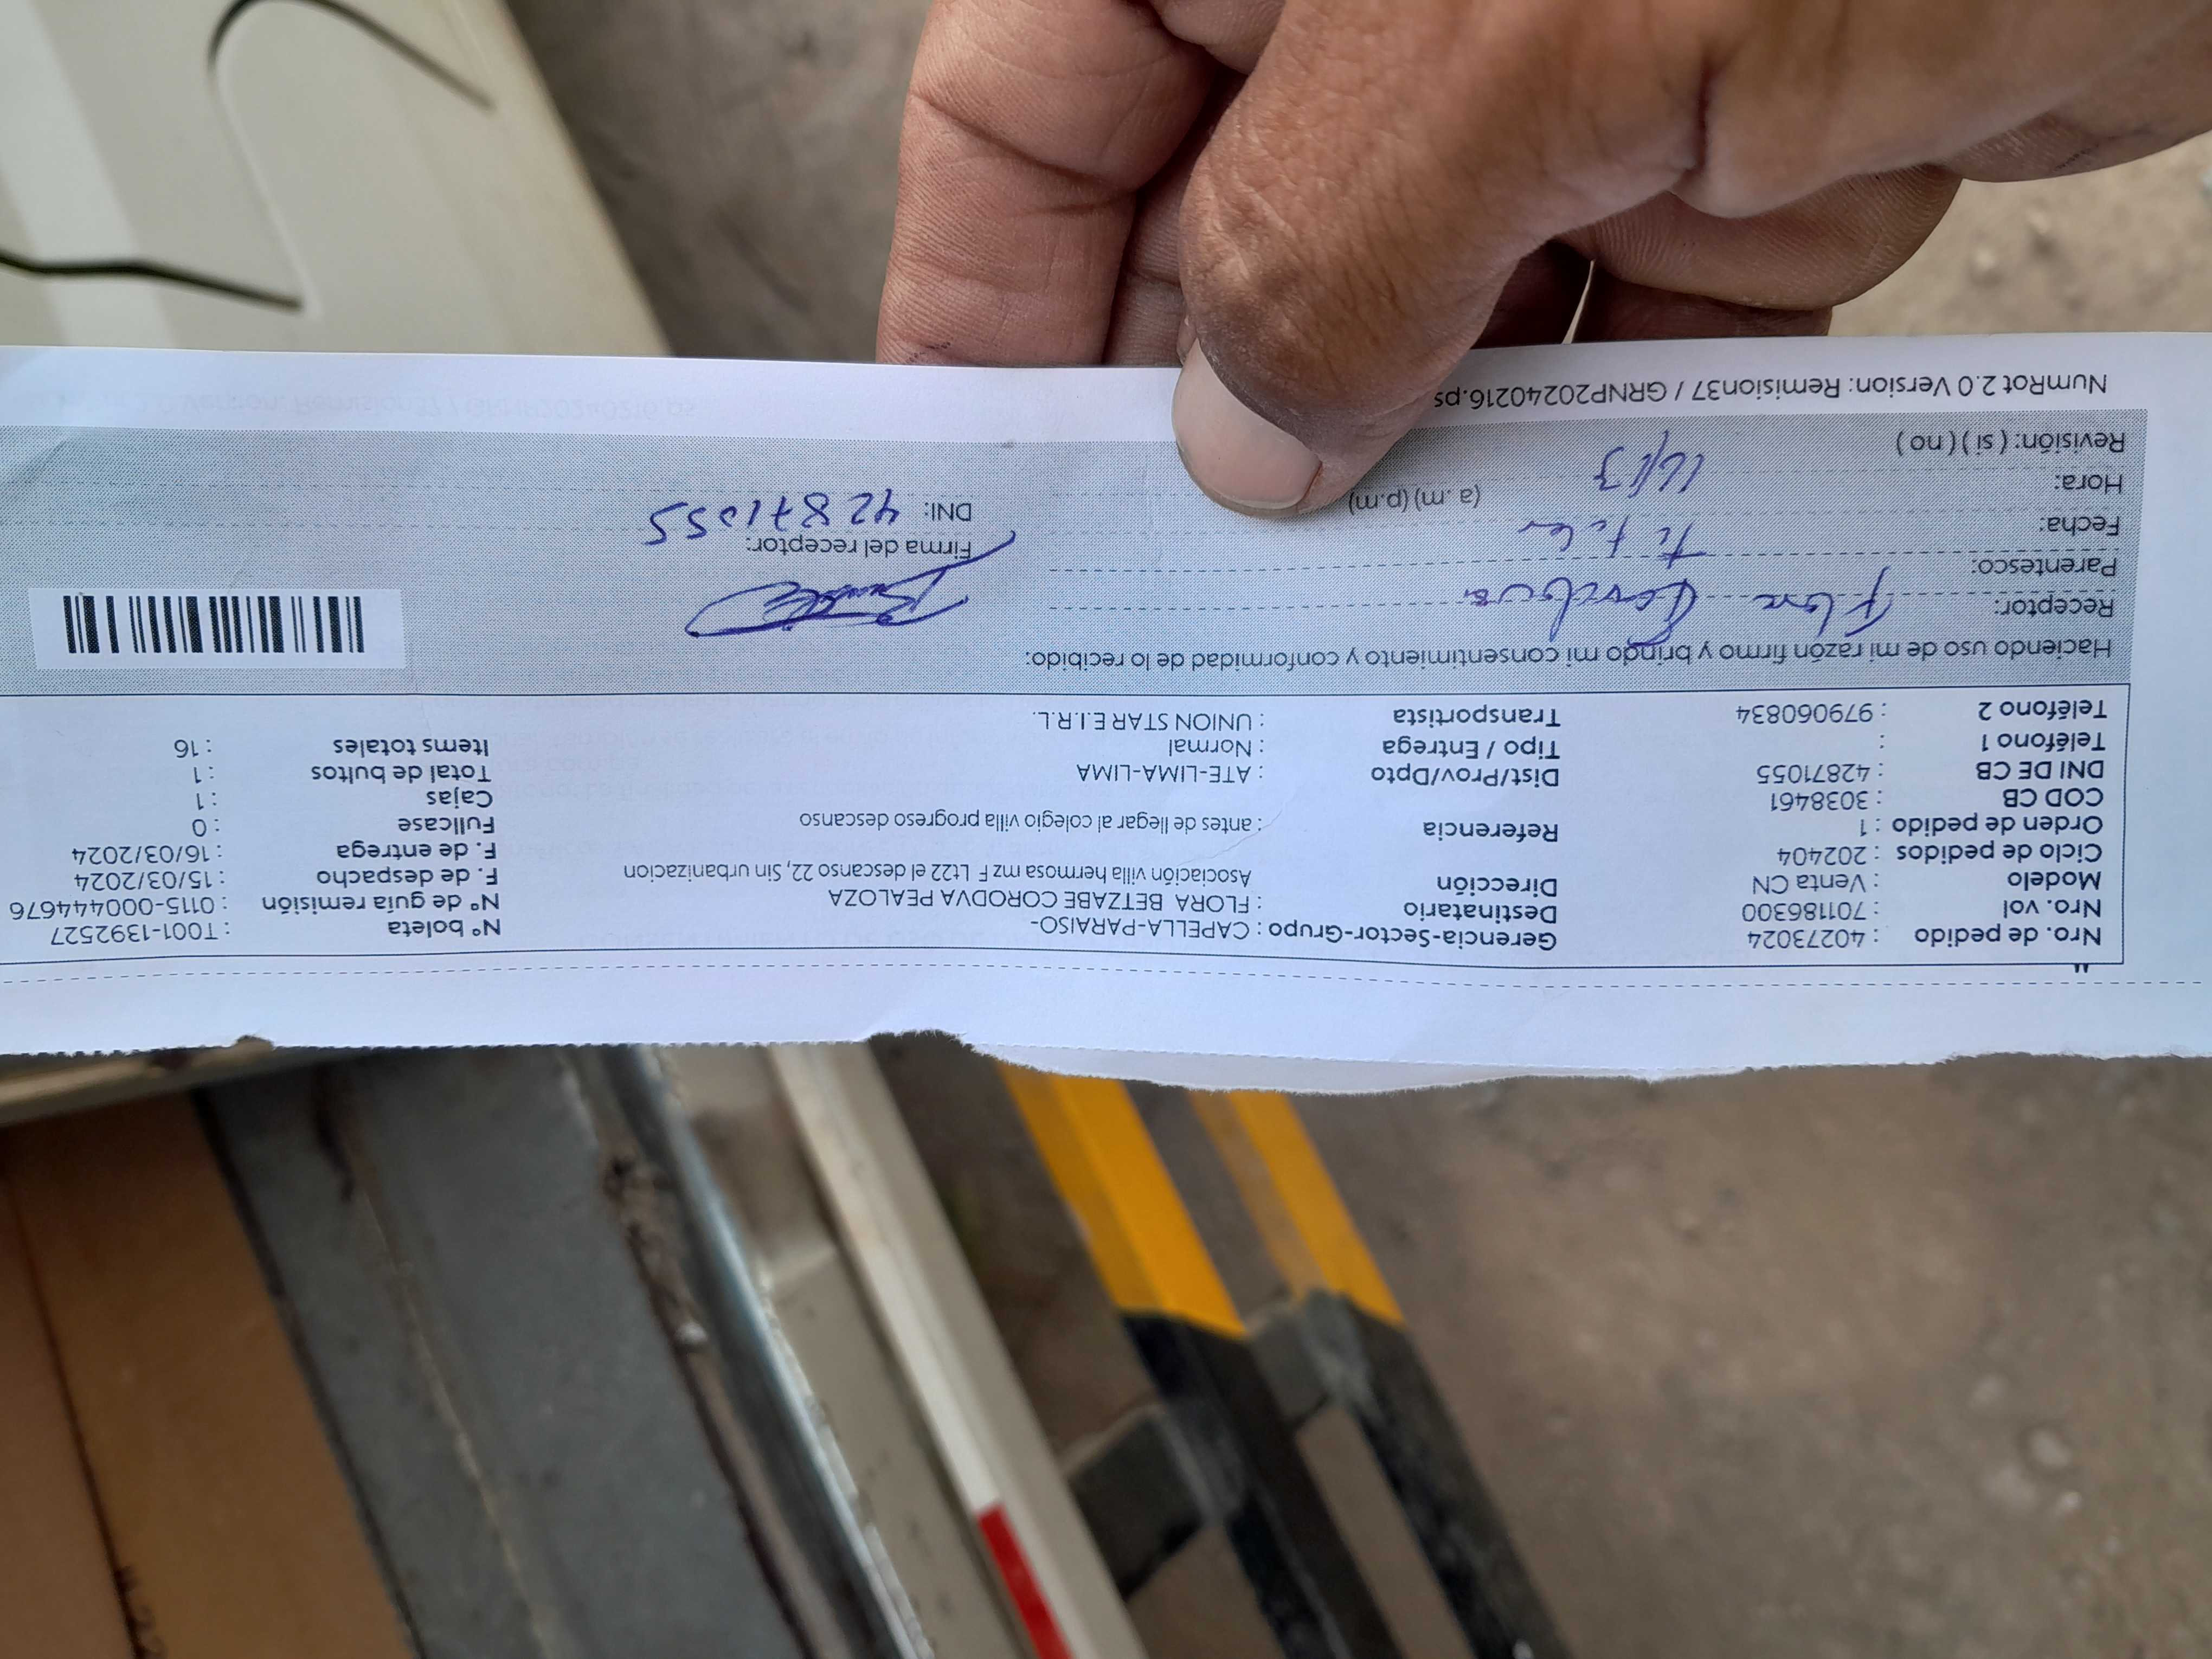 Nro. de pedido : 40273024 Gerencia-Sector-Grupo : CAPELLA-PARAISO- N° boleta : T001-1392527
Nro. vol : 701186300 Destinatario : FLORA BETZABE CORODVA PEALOZA N° de guía remisión : 0115-000444676
Modelo : Venta CN Dirección Asociación villa hermosa mz F Lt22 el descanso 22, Sin urbanizacion F. de despacho : 15/03/2024
Ciclo de pedidos : 202404 F. de entrega : 16/03/2024
Orden de pedido : 1 Referencia : antes de llegar al colegio villa progreso descanso Fullcase : 0
COD CB : 3038461 Cajas : 1
DNI DE CB : 42871055 Dist/Prov/Dpto : ATE-LIMA-LIMA Total de bultos : 1
Teléfono 1 : Tipo / Entrega : Normal Items totales : 16
Teléfono 2 : 979060834 Transportista : UNION STAR E.I.R.L.
Haciendo uso de mi razón firmo y brindo mi consentimiento y conformidad de lo recibido:
Receptor: Flora Cordova
Parentesco: Titular
Firma del receptor:
Fecha: 16/03
DNI: 42871055
Hora: (a. m) (p.m)
Revisión: ( si ) ( no )
NumRot 2.0 Version: Remision37 / GRNP20240216.ps